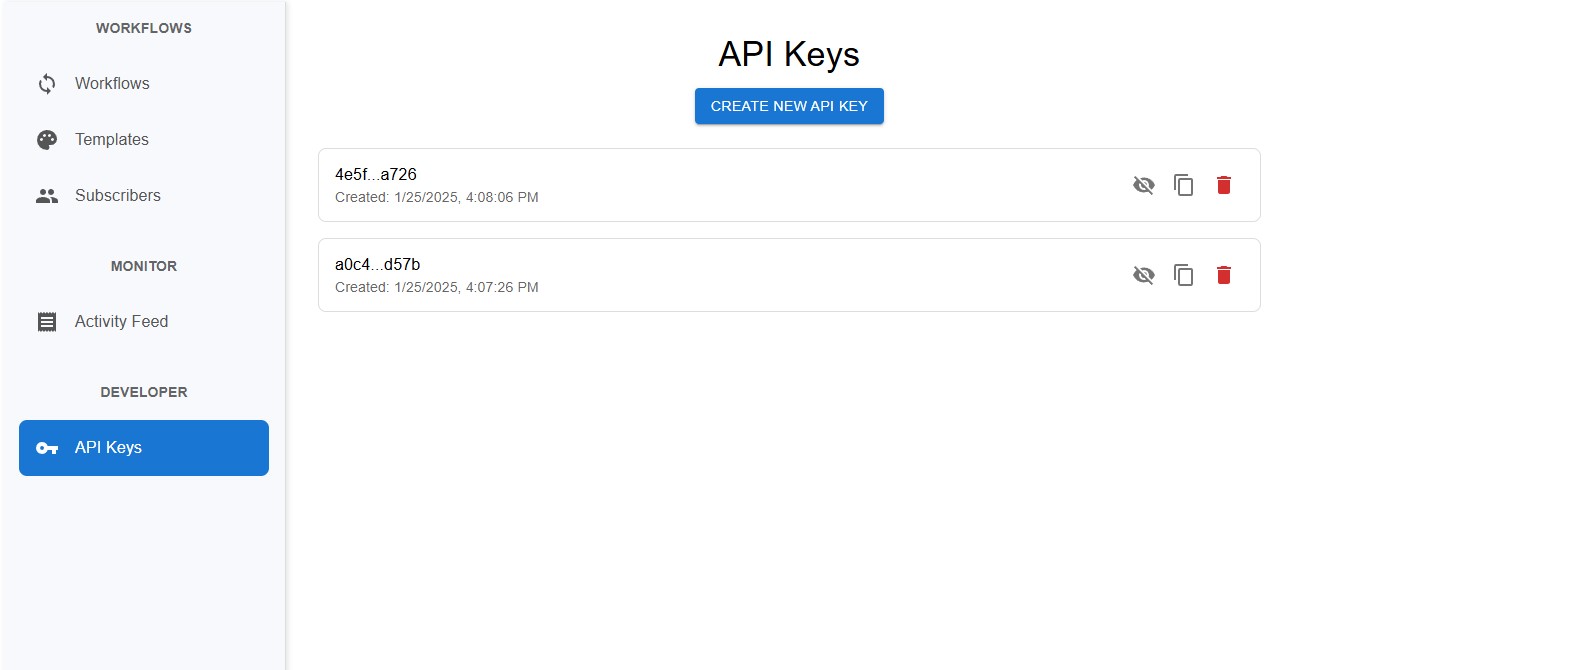 WORKFLOWS
Workflows
Templates
Subscribers
MONITOR
Activity Feed
DEVELOPER
API Keys
API Keys
CREATE NEW API KEY
4e5f...a726
Created: 1/25/2025, 4:08:06 PM
a0c4...d57b
Created: 1/25/2025, 4:07:26 PM